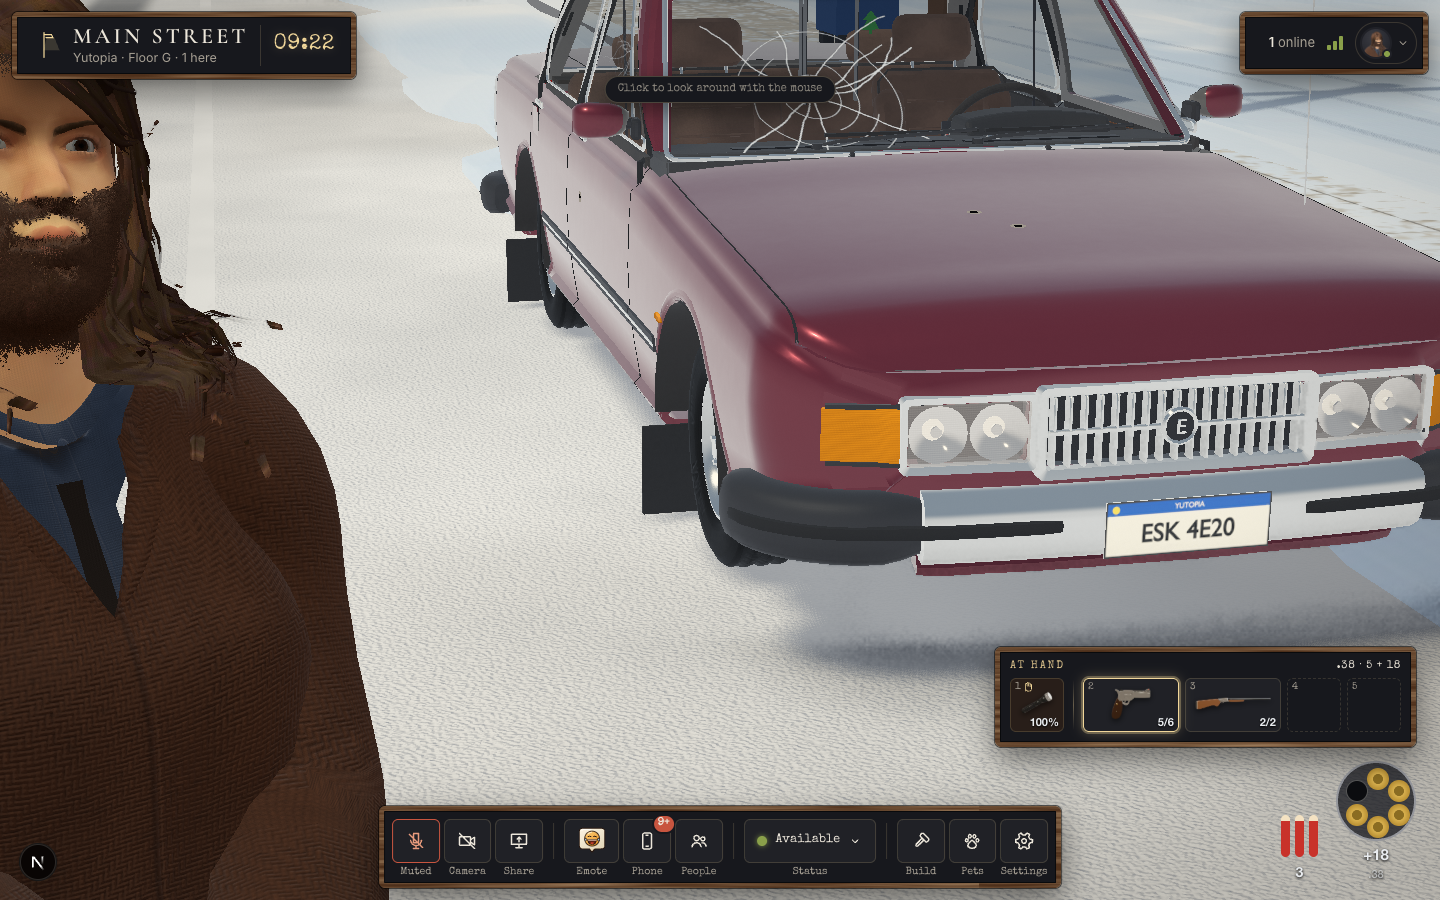 MAIN STREET
Yutopia · Floor G · 1 here
09:22
1 online
Click to look around with the mouse
E
YUTOPIA
ESK 4E20
AT HAND
.38 · 5 + 18
1
100%
2
5/6
3
2/2
4
5
9+
Available
Muted
Camera
Share
Emote
Phone
People
Status
Build
Pets
Settings
N
3
+18
.38